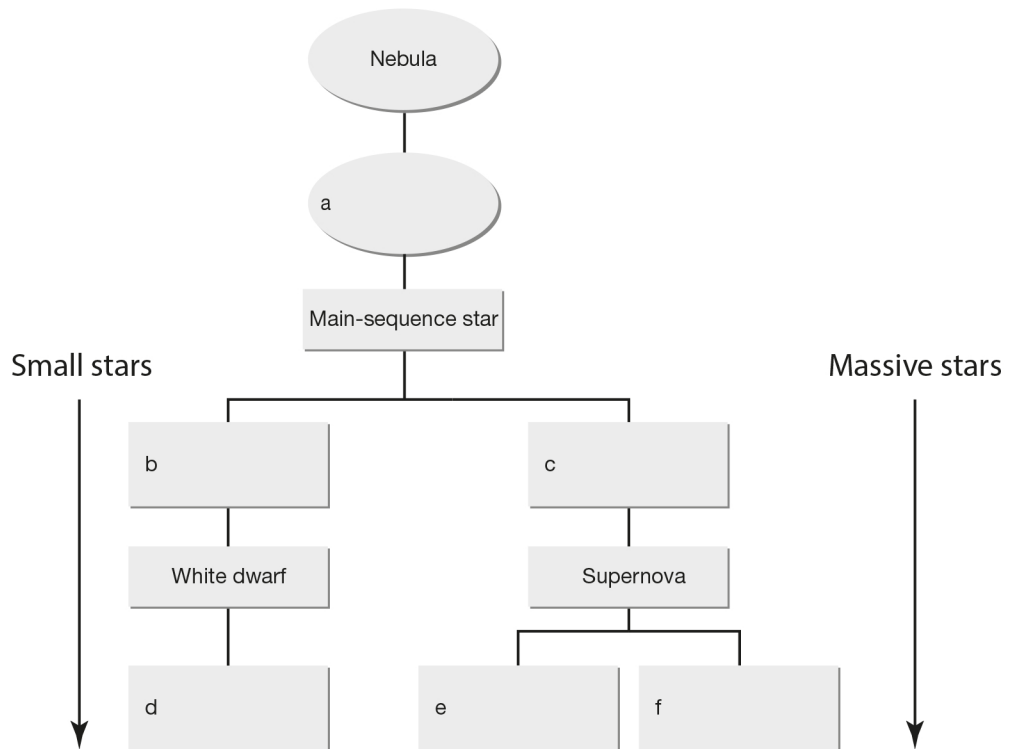 Nebula
a
Main-sequence star
Small stars
Massive stars
b
c
White dwarf
Supernova
d
e
f